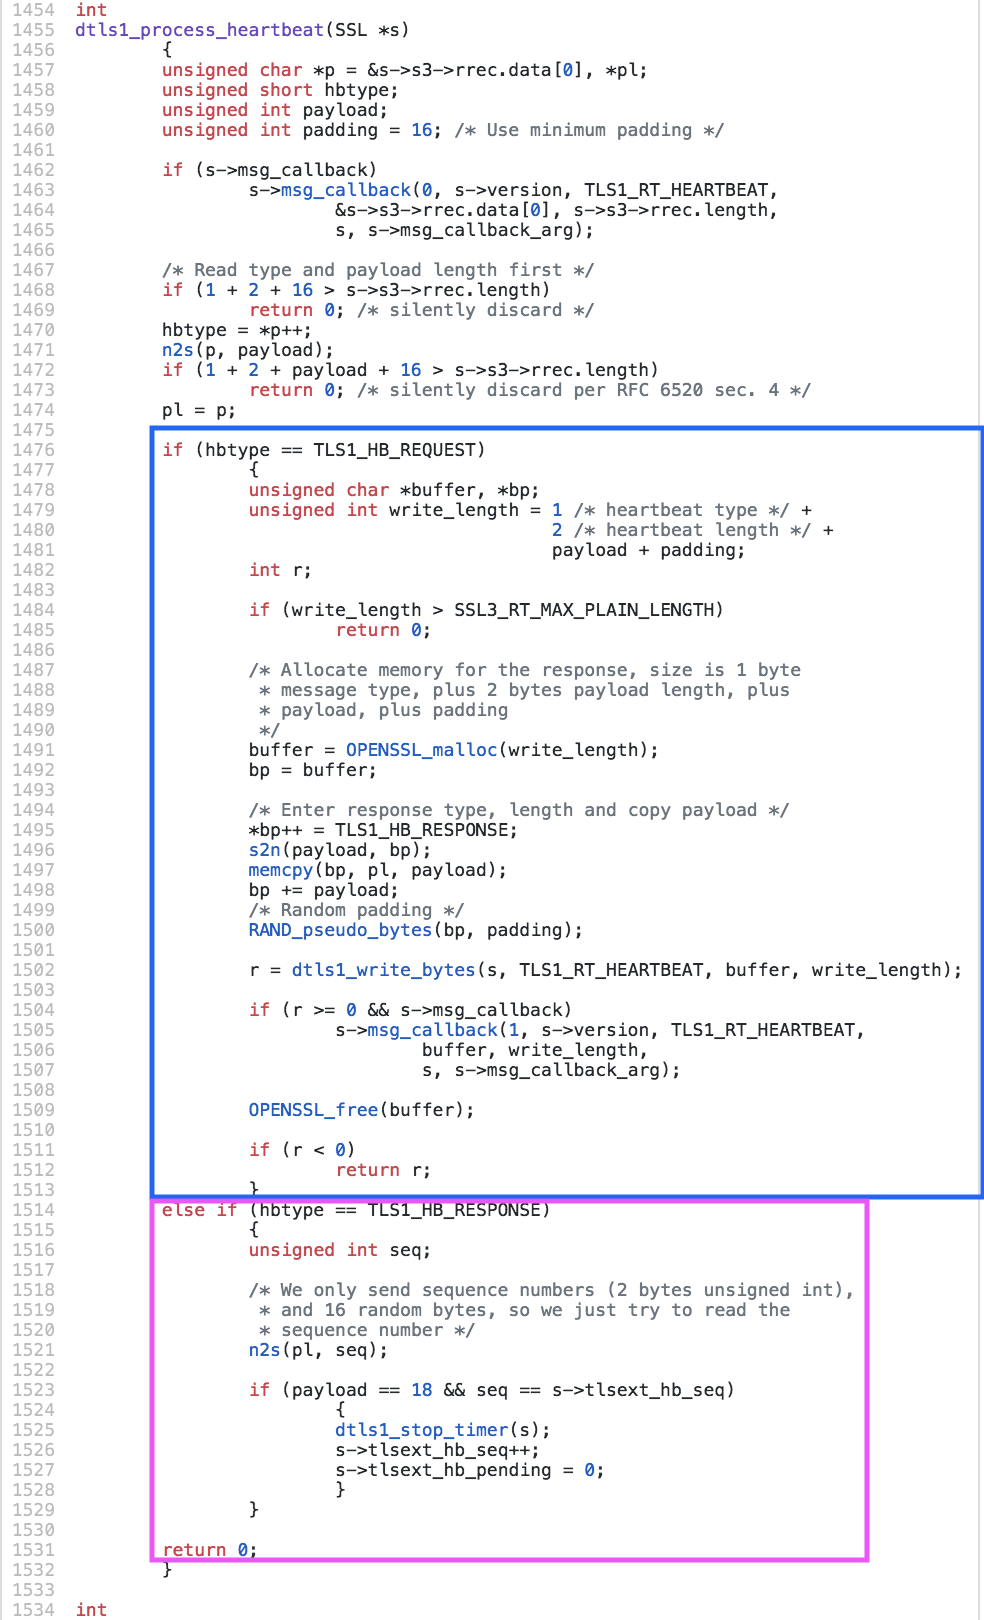 1454 int
1455 dtls1_process_heartbeat(SSL *s)
1456 {
1457 unsigned char *p = &s->s3->rrec.data[0], *pl;
1458 unsigned short hbtype;
1459 unsigned int payload;
1460 unsigned int padding = 16; /* Use minimum padding */
1461
1462 if (s->msg_callback)
1463 s->msg_callback(0, s->version, TLS1_RT_HEARTBEAT,
1464 &s->s3->rrec.data[0], s->s3->rrec.length,
1465 s, s->msg_callback_arg);
1466
1467 /* Read type and payload length first */
1468 if (1 + 2 + 16 > s->s3->rrec.length)
1469 return 0; /* silently discard */
1470 hbtype = *p++;
1471 n2s(p, payload);
1472 if (1 + 2 + payload + 16 > s->s3->rrec.length)
1473 return 0; /* silently discard per RFC 6520 sec. 4 */
1474 pl = p;
1475
1476 if (hbtype == TLS1_HB_REQUEST)
1477 {
1478 unsigned char *buffer, *bp;
1479 unsigned int write_length = 1 /* heartbeat type */ +
1480 2 /* heartbeat length */ +
1481 payload + padding;
1482 int r;
1483
1484 if (write_length > SSL3_RT_MAX_PLAIN_LENGTH)
1485 return 0;
1486
1487 /* Allocate memory for the response, size is 1 byte
1488 * message type, plus 2 bytes payload length, plus
1489 * payload, plus padding
1490 */
1491 buffer = OPENSSL_malloc(write_length);
1492 bp = buffer;
1493
1494 /* Enter response type, length and copy payload */
1495 *bp++ = TLS1_HB_RESPONSE;
1496 s2n(payload, bp);
1497 memcpy(bp, pl, payload);
1498 bp += payload;
1499 /* Random padding */
1500 RAND_pseudo_bytes(bp, padding);
1501
1502 r = dtls1_write_bytes(s, TLS1_RT_HEARTBEAT, buffer, write_length);
1503
1504 if (r >= 0 && s->msg_callback)
1505 s->msg_callback(1, s->version, TLS1_RT_HEARTBEAT,
1506 buffer, write_length,
1507 s, s->msg_callback_arg);
1508
1509 OPENSSL_free(buffer);
1510
1511 if (r < 0)
1512 return r;
1513 }
1514 else if (hbtype == TLS1_HB_RESPONSE)
1515 {
1516 unsigned int seq;
1517
1518 /* We only send sequence numbers (2 bytes unsigned int),
1519 * and 16 random bytes, so we just try to read the
1520 * sequence number */
1521 n2s(pl, seq);
1522
1523 if (payload == 18 && seq == s->tlsext_hb_seq)
1524 {
1525 dtls1_stop_timer(s);
1526 s->tlsext_hb_seq++;
1527 s->tlsext_hb_pending = 0;
1528 }
1529 }
1530
1531 return 0;
1532 }
1533
1534 int